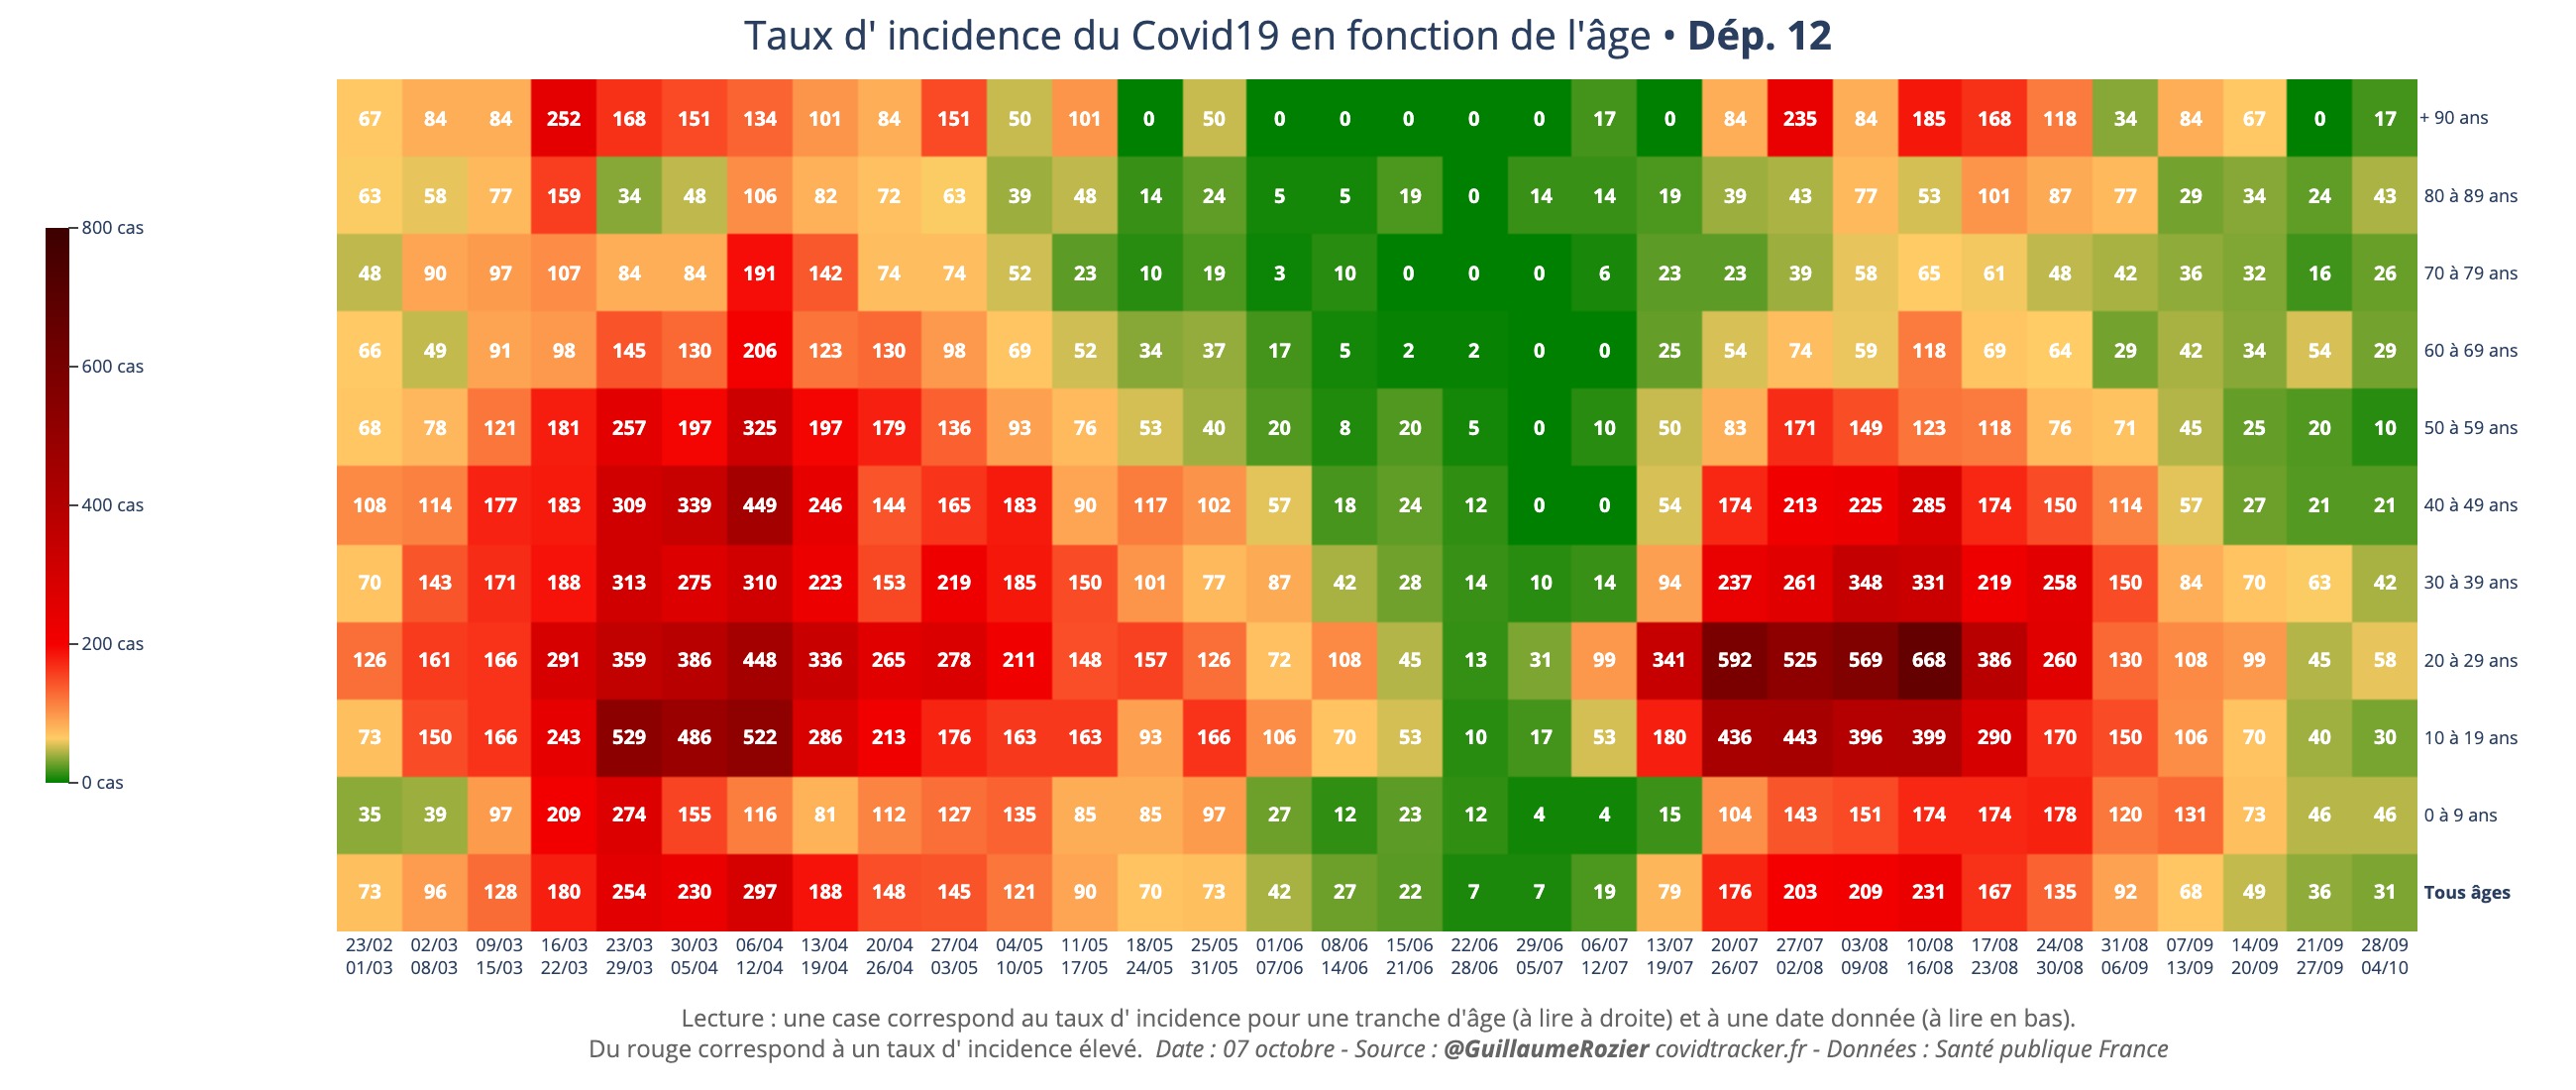 Taux d' incidence du Covid19 en fonction de l'âge • Dép. 12
800 cas
600 cas
400 cas
200 cas
0 cas
67 84 84 252 168 151 134 101 84 151 50 101 0 50 0 0 0 0 0 17 0 84 235 84 185 168 118 34 84 67 0 17 + 90 ans
63 58 77 159 34 48 106 82 72 63 39 48 14 24 5 5 19 0 14 14 19 39 43 77 53 101 87 77 29 34 24 43 80 à 89 ans
48 90 97 107 84 84 191 142 74 74 52 23 10 19 3 10 0 0 0 6 23 23 39 58 65 61 48 42 36 32 16 26 70 à 79 ans
66 49 91 98 145 130 206 123 130 98 69 52 34 37 17 5 2 2 0 0 25 54 74 59 118 69 64 29 42 34 54 29 60 à 69 ans
68 78 121 181 257 197 325 197 179 136 93 76 53 40 20 8 20 5 0 10 50 83 171 149 123 118 76 71 45 25 20 10 50 à 59 ans
108 114 177 183 309 339 449 246 144 165 183 90 117 102 57 18 24 12 0 0 54 174 213 225 285 174 150 114 57 27 21 21 40 à 49 ans
70 143 171 188 313 275 310 223 153 219 185 150 101 77 87 42 28 14 10 14 94 237 261 348 331 219 258 150 84 70 63 42 30 à 39 ans
126 161 166 291 359 386 448 336 265 278 211 148 157 126 72 108 45 13 31 99 341 592 525 569 668 386 260 130 108 99 45 58 20 à 29 ans
73 150 166 243 529 486 522 286 213 176 163 163 93 166 106 70 53 10 17 53 180 436 443 396 399 290 170 150 106 70 40 30 10 à 19 ans
35 39 97 209 274 155 116 81 112 127 135 85 85 97 27 12 23 12 4 4 15 104 143 151 174 174 178 120 131 73 46 46 0 à 9 ans
73 96 128 180 254 230 297 188 148 145 121 90 70 73 42 27 22 7 7 19 79 176 203 209 231 167 135 92 68 49 36 31 Tous âges
23/02 02/03 09/03 16/03 23/03 30/03 06/04 13/04 20/04 27/04 04/05 11/05 18/05 25/05 01/06 08/06 15/06 22/06 29/06 06/07 13/07 20/07 27/07 03/08 10/08 17/08 24/08 31/08 07/09 14/09 21/09 28/09
01/03 08/03 15/03 22/03 29/03 05/04 12/04 19/04 26/04 03/05 10/05 17/05 24/05 31/05 07/06 14/06 21/06 28/06 05/07 12/07 19/07 26/07 02/08 09/08 16/08 23/08 30/08 06/09 13/09 20/09 27/09 04/10
Lecture : une case correspond au taux d' incidence pour une tranche d'âge (à lire à droite) et à une date donnée (à lire en bas).
Du rouge correspond à un taux d' incidence élevé. Date : 07 octobre - Source : @GuillaumeRozier covidtracker.fr - Données : Santé publique France